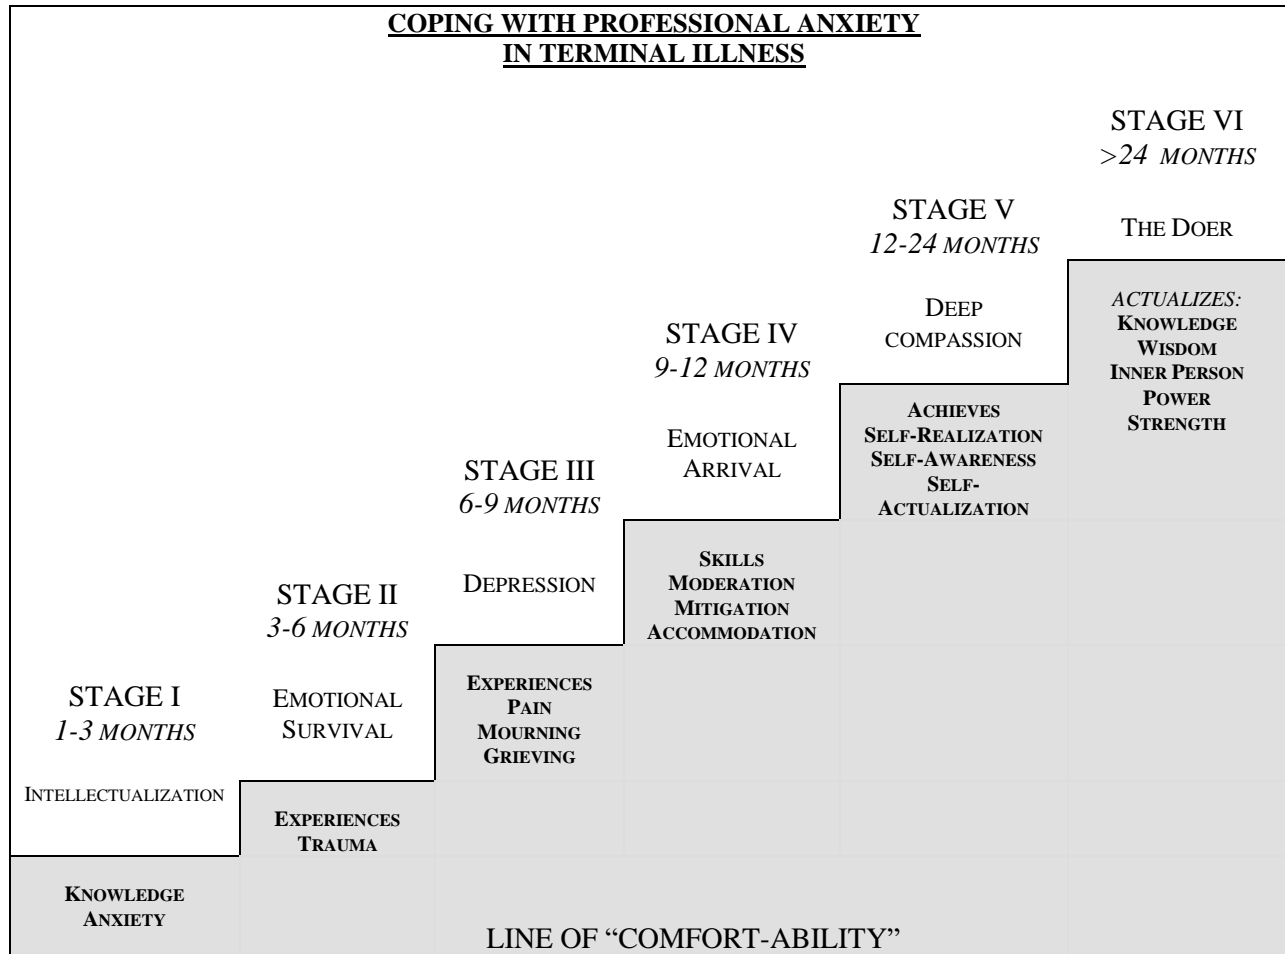 COPING WITH PROFESSIONAL ANXIETY
IN TERMINAL ILLNESS
STAGE VI
>24 MONTHS
THE DOER
ACTUALIZES:
KNOWLEDGE
WISDOM
INNER PERSON
POWER
STRENGTH
STAGE V
12-24 MONTHS
DEEP
COMPASSION
ACHIEVES
SELF-REALIZATION
SELF-AWARENESS
SELF-
ACTUALIZATION
STAGE IV
9-12 MONTHS
EMOTIONAL
ARRIVAL
SKILLS
MODERATION
MITIGATION
ACCOMMODATION
STAGE III
6-9 MONTHS
DEPRESSION
EXPERIENCES
PAIN
MOURNING
GRIEVING
STAGE II
3-6 MONTHS
EMOTIONAL
SURVIVAL
EXPERIENCES
TRAUMA
STAGE I
1-3 MONTHS
INTELLECTUALIZATION
KNOWLEDGE
ANXIETY
LINE OF “COMFORT-ABILITY”